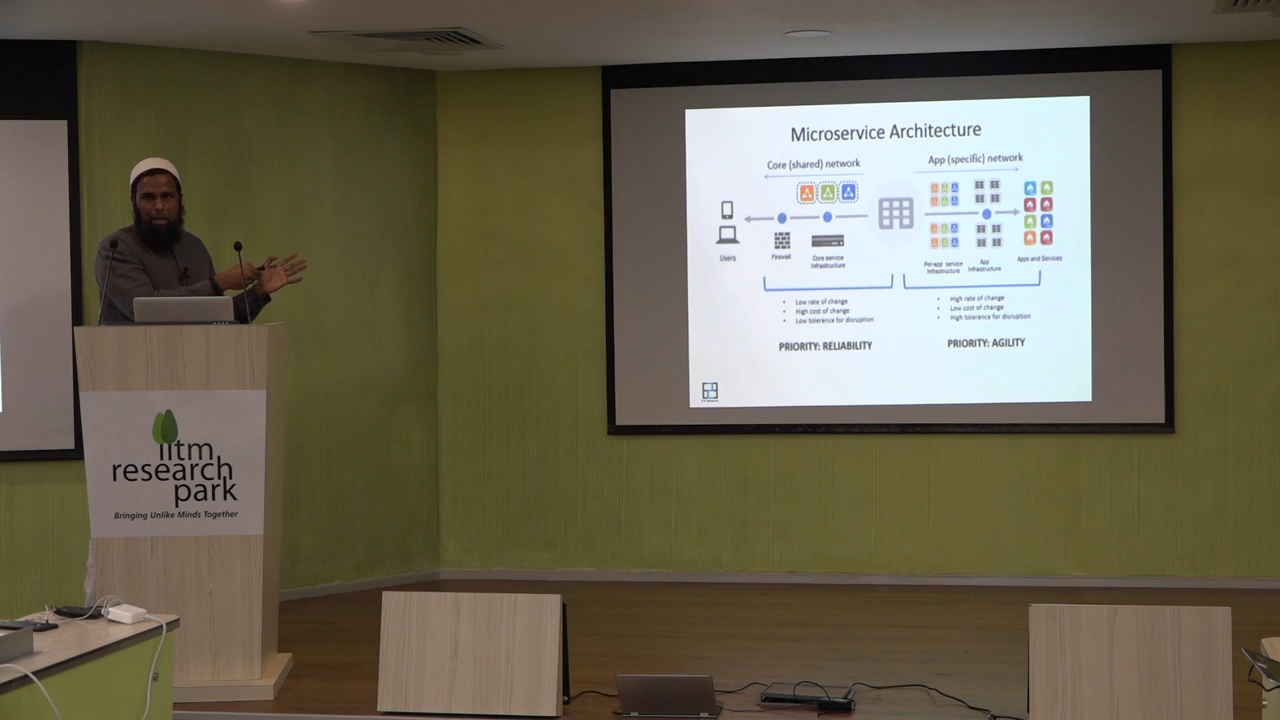 Microservice Architecture
Core (shared) network
App (specific) network
Users
Firewall
Core service
Infrastructure
Per-app service
Infrastructure
App
Infrastructure
Apps and Services
• Low rate of change
• High cost of change
• Low tolerance for disruption
• High rate of change
• Low cost of change
• High tolerance for disruption
PRIORITY: RELIABILITY
PRIORITY: AGILITY
iitm
research
park
Bringing Unlike Minds Together